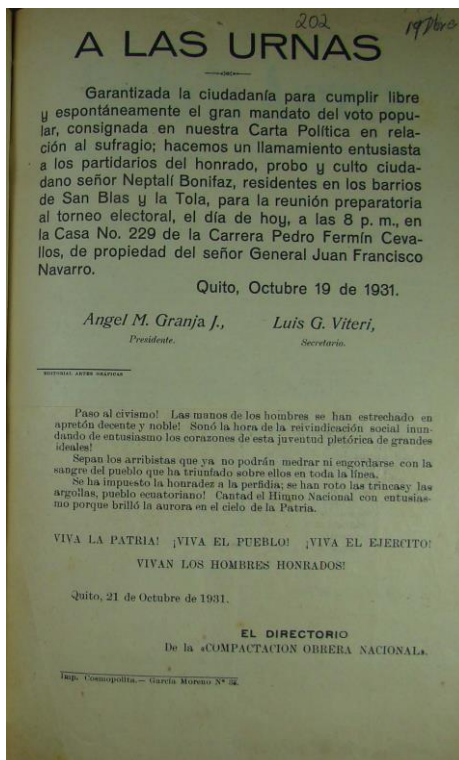 202
A LAS URNAS
Garantizada la ciudadanía para cumplir libre
y espontáneamente el gran mandato del voto popu-
lar, consignada en nuestra Carta Política en rela-
ción al sufragio; hacemos un llamamiento entusiasta
a los partidarios del honrado, probo y culto ciuda-
dano señor Neptalí Bonifaz, residentes en los barrios
de San Blas y la Tola, para la reunión preparatoria
al torneo electoral, el día de hoy, a las 8 p. m., en
la Casa No. 229 de la Carrera Pedro Fermín Ceva-
llos, de propiedad del señor General Juan Francisco
Navarro.
Quito, Octubre 19 de 1931.
Angel M. Granja J., Luis G. Viteri,
Presidente. Secretario.
EDITORIAL ARTES GRAFICAS
Paso al civismo! Las manos de los hombres se han estrechado en
apretón decente y noble! Sonó la hora de la reivindicación social inun-
dando de entusiasmo los corazones de esta juventud pletórica de grandes
ideales!
Sepan los arribistas que ya no podrán medrar ni engordarse con la
sangre del pueblo que ha triunfado sobre ellos en toda la línea.
Se ha impuesto la honradez a la perfidia; se han roto las trincas y las
argollas, pueblo ecuatoriano! Cantad el Himno Nacional con entusias-
mo porque brilló la aurora en el cielo de la Patria.
VIVA LA PATRIA! ¡VIVA EL PUEBLO! ¡VIVA EL EJERCITO!
VIVAN LOS HOMBRES HONRADOS!
Quito, 21 de Octubre de 1931.
EL DIRECTORIO
De la «COMPACTACION OBRERA NACIONAL».
Imp. Cosmopolita.— García Moreno Nº